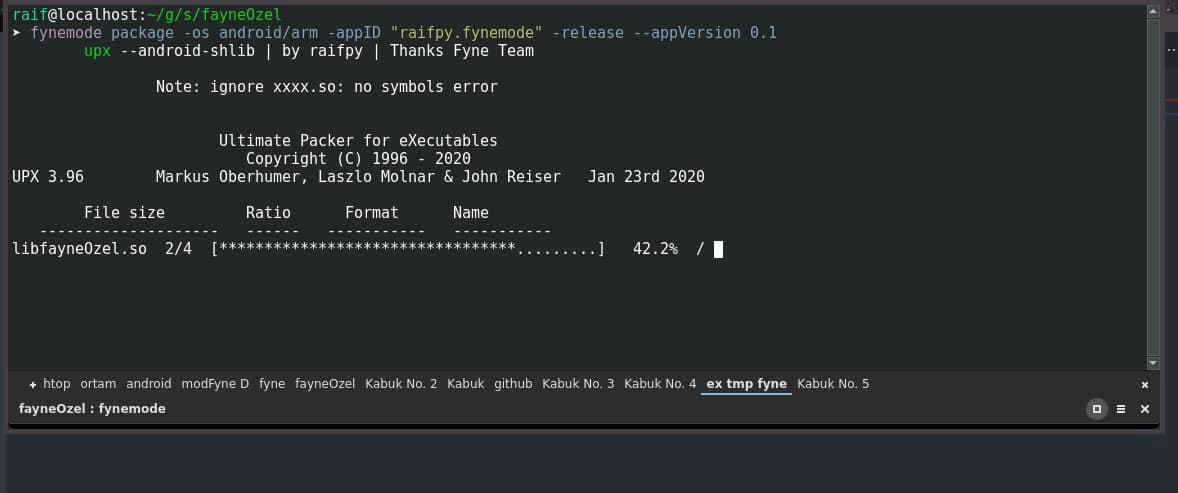 raif@localhost:~/g/s/fayneOzel
➤ fynemode package -os android/arm -appID "raifpy.fynemode" -release --appVersion 0.1
upx --android-shlib | by raifpy | Thanks Fyne Team
Note: ignore xxxx.so: no symbols error
Ultimate Packer for eXecutables
Copyright (C) 1996 - 2020
UPX 3.96 Markus Oberhumer, Laszlo Molnar & John Reiser Jan 23rd 2020
File size Ratio Format Name
-------------------- ------ ----------- -----------
libfayneOzel.so 2/4 [*********************************.........] 42.2% /
+ htop ortam android modFyne D fyne fayneOzel Kabuk No. 2 Kabuk github Kabuk No. 3 Kabuk No. 4 ex tmp fyne Kabuk No. 5
fayneOzel : fynemode